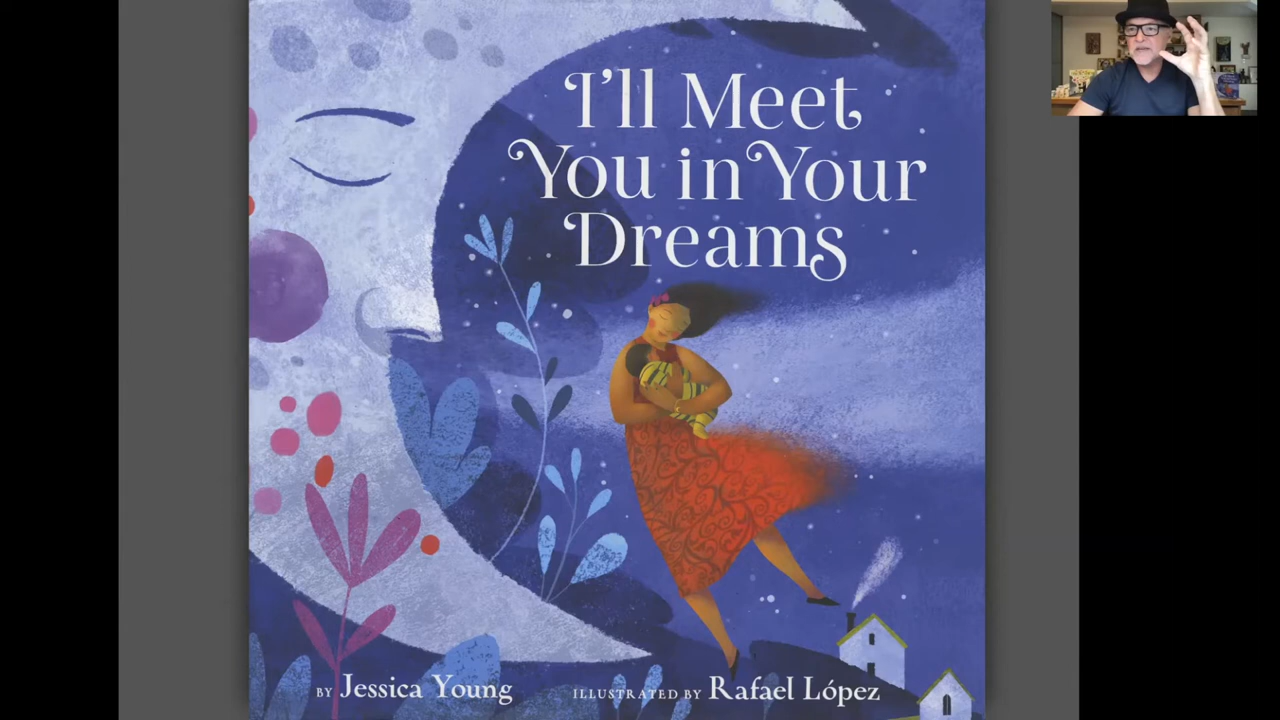 I'll Meet
You in Your
Dreams
BY Jessica Young
ILLUSTRATED BY Rafael López